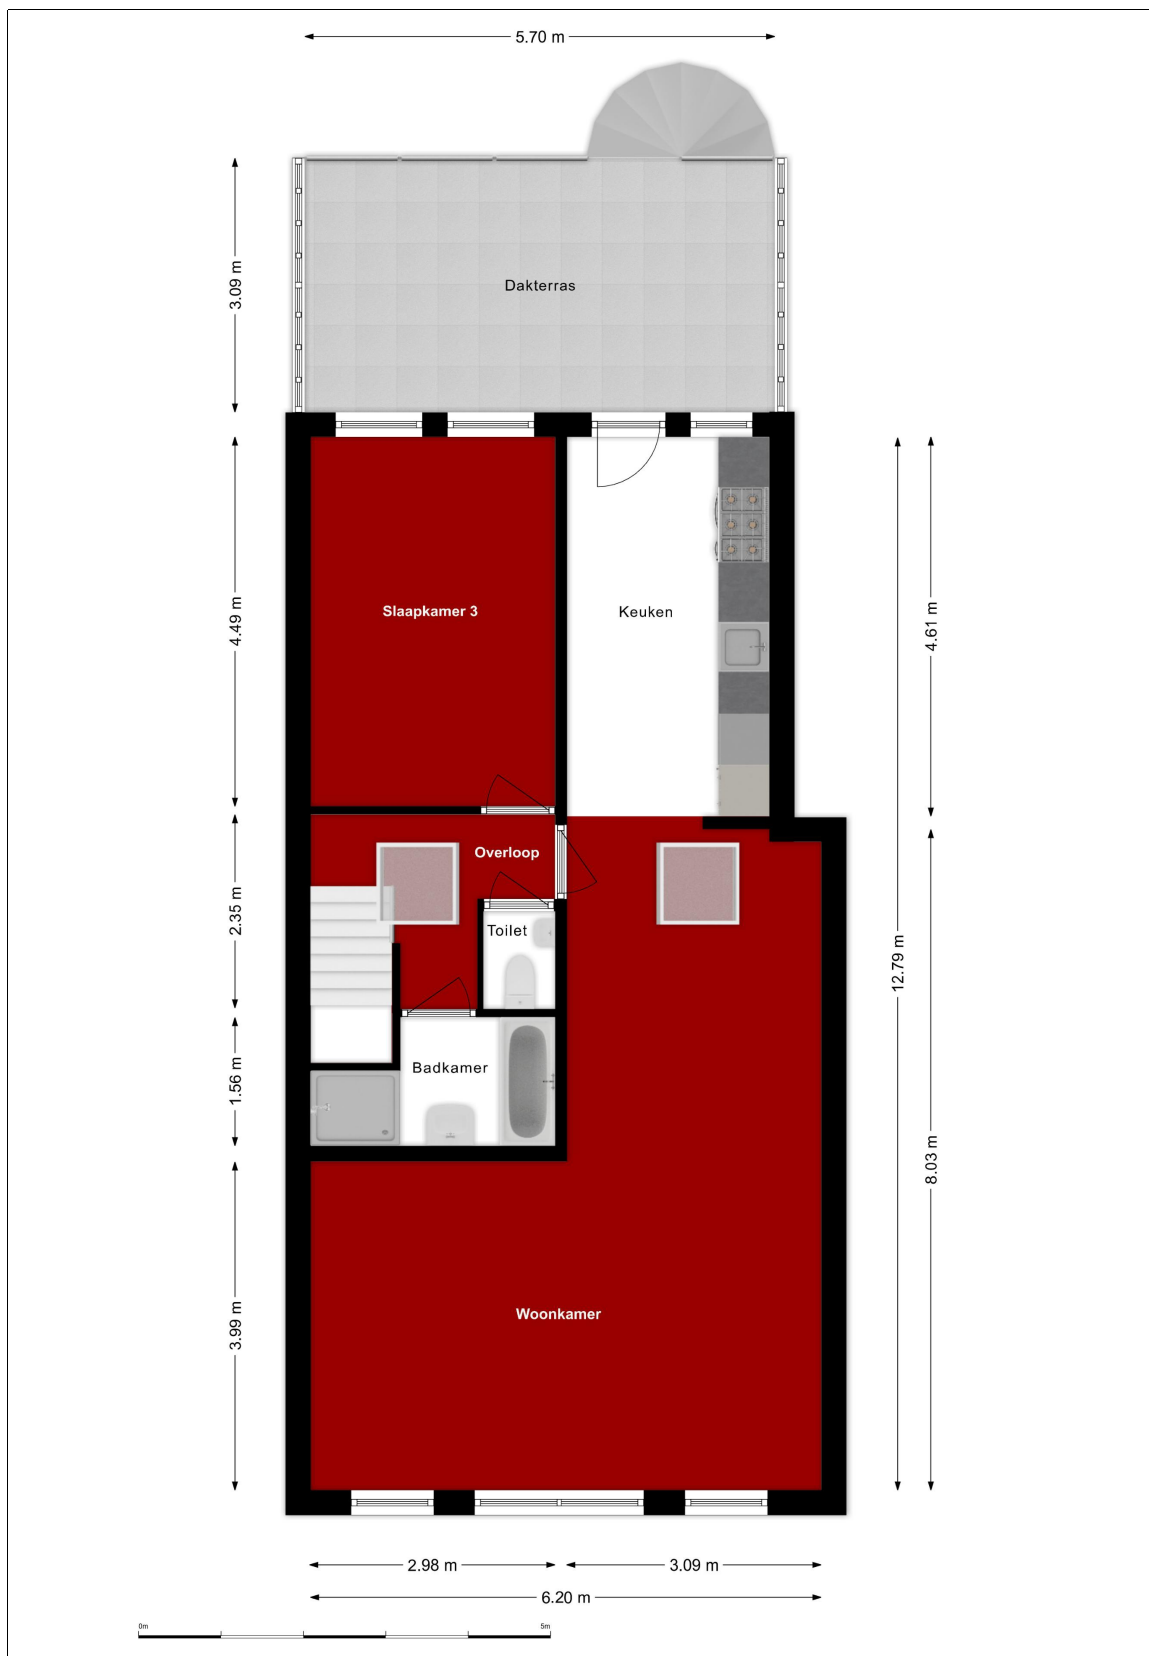 5.70 m
3.09 m
Dakterras
4.49 m
Slaapkamer 3
Keuken
4.61 m
Overloop
2.35 m
Toilet
12.79 m
1.56 m
Badkamer
8.03 m
3.99 m
Woonkamer
2.98 m
3.09 m
6.20 m
0m
5m